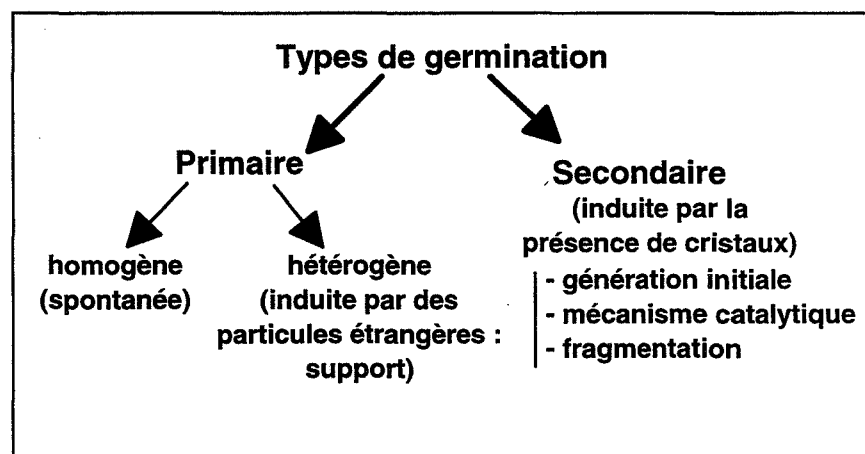 Types de germination
Primaire
homogène
(spontanée)
hétérogène
(induite par des
particules étrangères :
support)
Secondaire
(induite par la
présence de cristaux)
- génération initiale
- mécanisme catalytique
- fragmentation